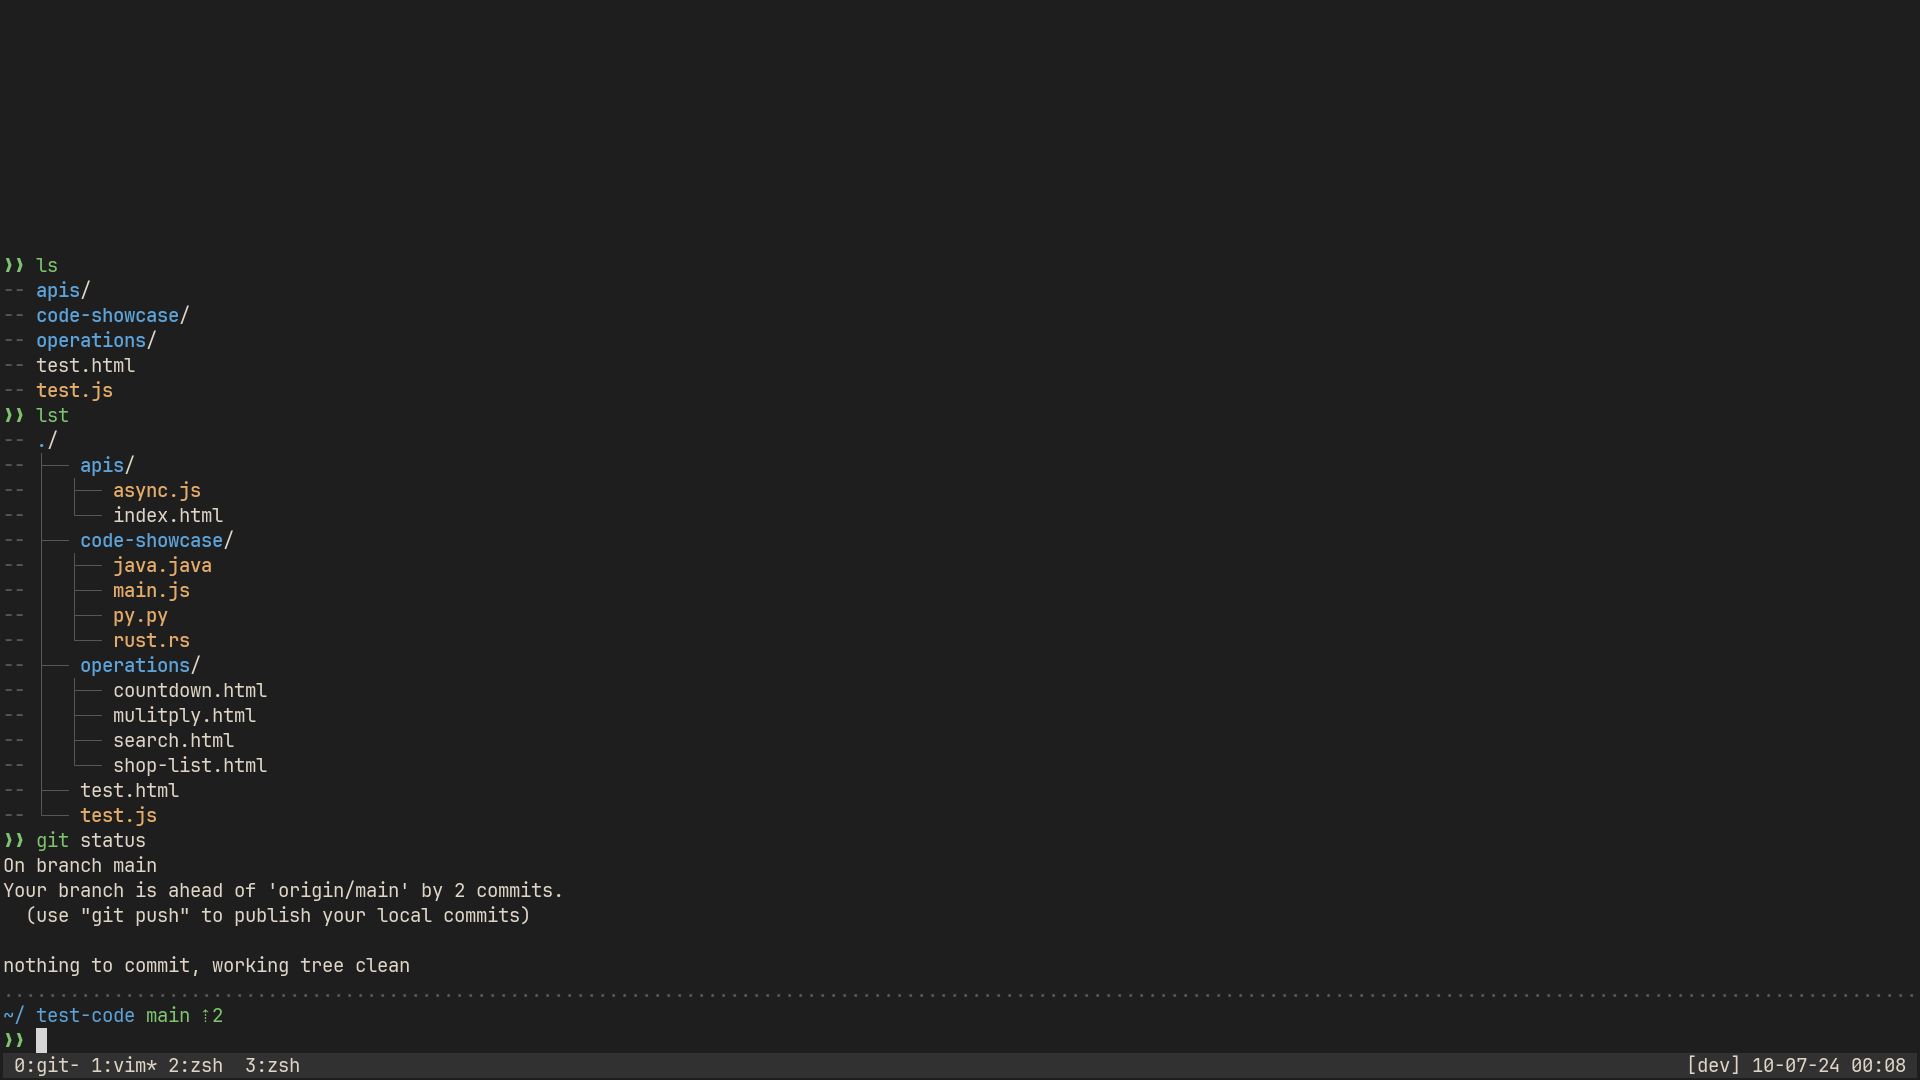 ❯❯ ls
-- apis/
-- code-showcase/
-- operations/
-- test.html
-- test.js
❯❯ lst
-- ./
-- ├── apis/
-- │  ├── async.js
-- │  └── index.html
-- ├── code-showcase/
-- │  ├── java.java
-- │  ├── main.js
-- │  ├── py.py
-- │  └── rust.rs
-- ├── operations/
-- │  ├── countdown.html
-- │  ├── mulitply.html
-- │  ├── search.html
-- │  └── shop-list.html
-- ├── test.html
-- └── test.js
❯❯ git status
On branch main
Your branch is ahead of 'origin/main' by 2 commits.
  (use "git push" to publish your local commits)
nothing to commit, working tree clean
~/ test-code main ⇡2
❯❯
0:git- 1:vim* 2:zsh  3:zsh [dev] 10-07-24 00:08